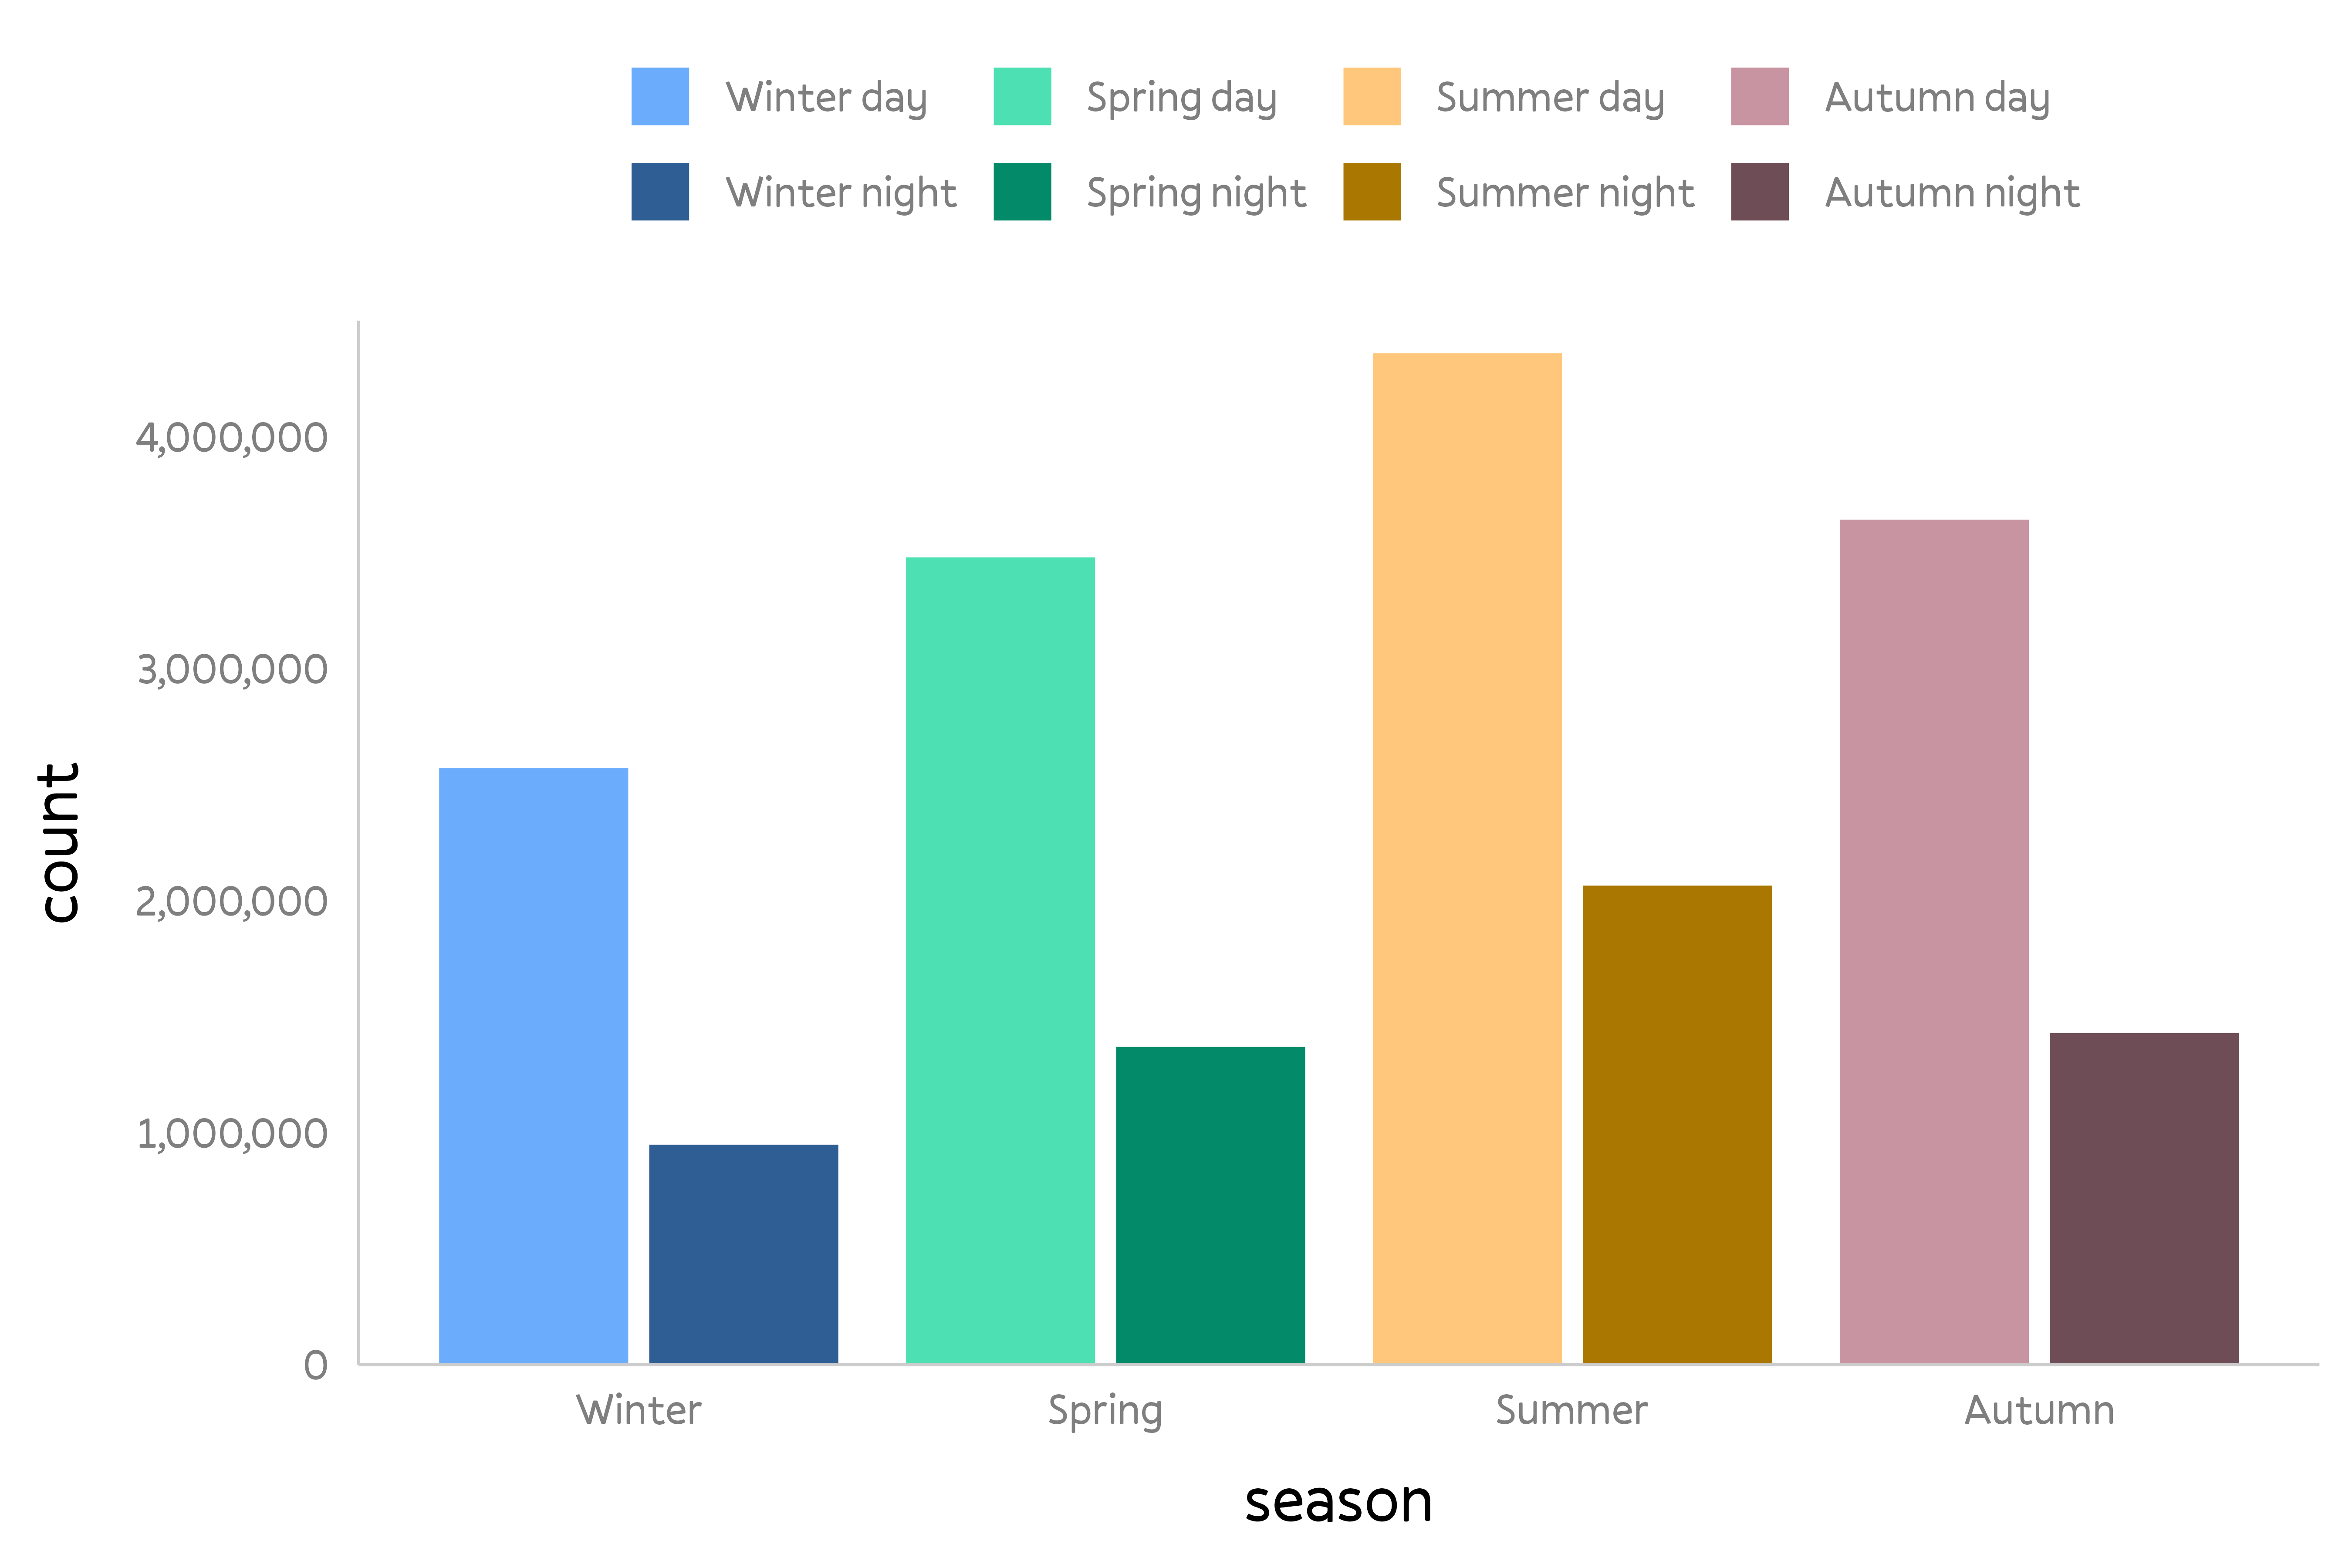 Winter day Spring day Summer day Autumn day
Winter night Spring night Summer night Autumn night
4,000,000
3,000,000
2,000,000
1,000,000
0
count
Winter Spring Summer Autumn
season